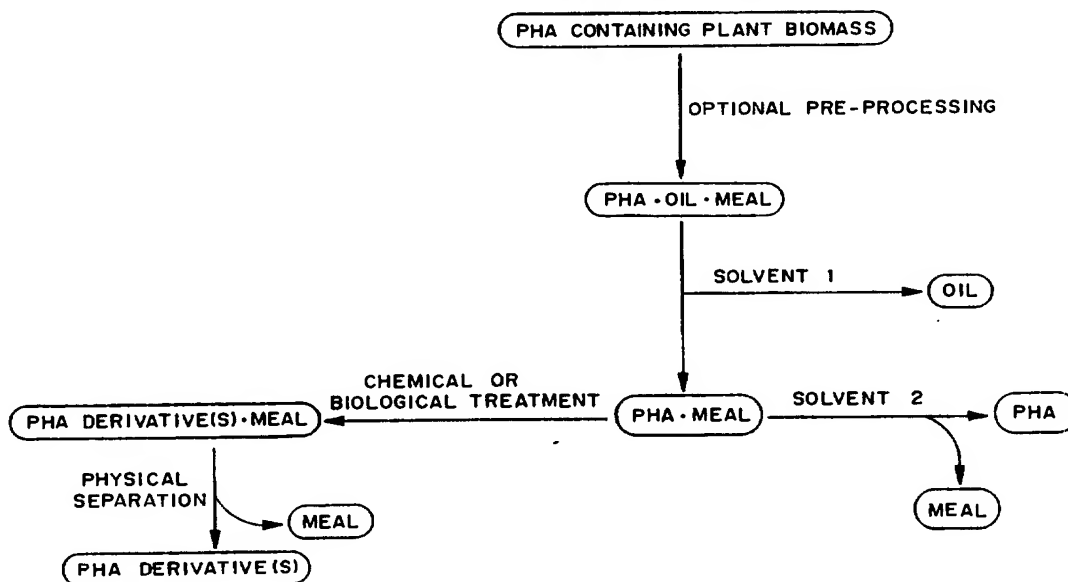 PHA CONTAINING PLANT BIOMASS
OPTIONAL PRE-PROCESSING
PHA · OIL · MEAL
SOLVENT 1
OIL
CHEMICAL OR
BIOLOGICAL TREATMENT
SOLVENT 2
PHA DERIVATIVE(S) · MEAL
PHA · MEAL
PHA
PHYSICAL
SEPARATION
MEAL
MEAL
PHA DERIVATIVE(S)